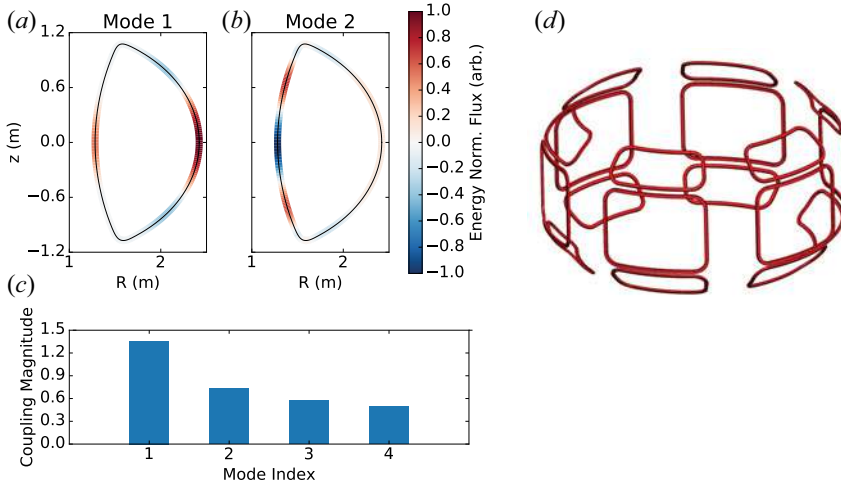 (a) Mode 1
(b) Mode 2
(d)
1.2
0.6
0.0
−0.6
−1.2
z (m)
1 2
R (m)
1 2
R (m)
1.0
0.8
0.6
0.4
0.2
0.0
−0.2
−0.4
−0.6
−0.8
−1.0
Energy Norm. Flux (arb.)
(c)
1.5
1.2
0.9
0.6
0.3
0.0
Coupling Magnitude
1 2 3 4
Mode Index